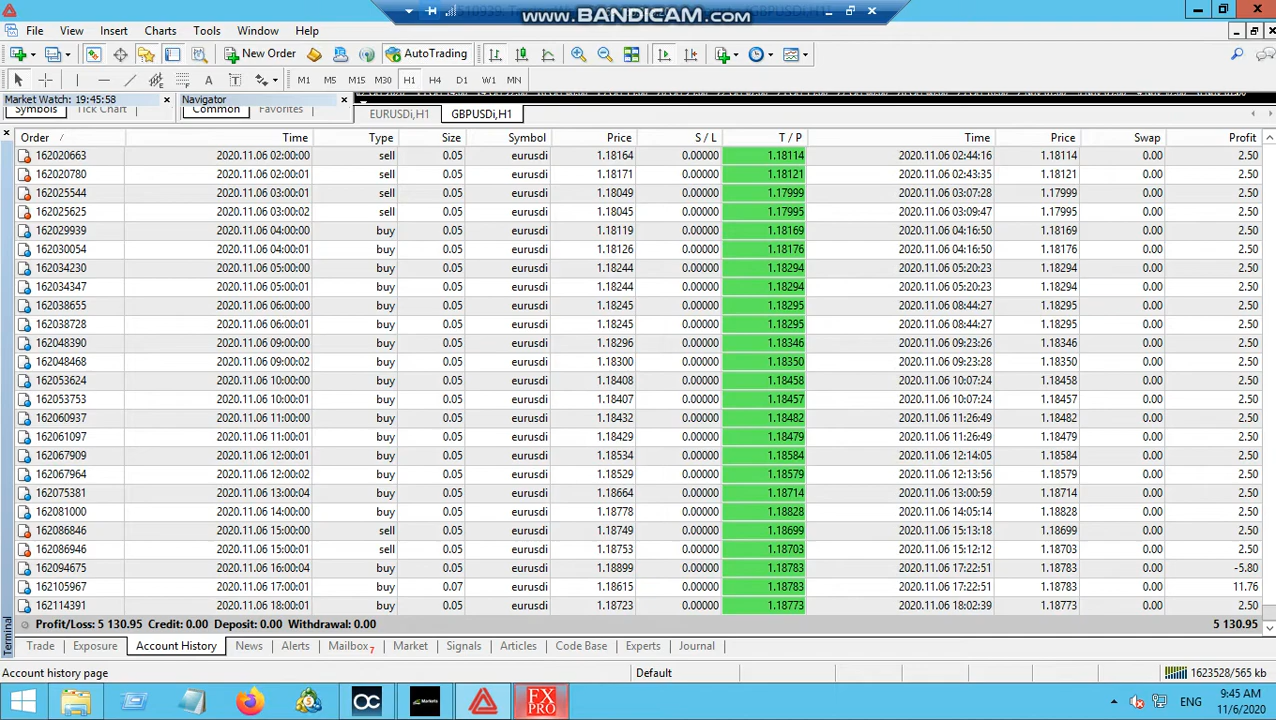 www.BANDICAM.com
File View Insert Charts Tools Window Help
New Order AutoTrading
M1 M5 M15 M30 H1 H4 D1 W1 MN
Market Watch: 19:45:58 Navigator
Symbols Tick Chart Common Favorites EURUSDi,H1 GBPUSDi,H1
Order / Time Type Size Symbol Price S / L T / P Time Price Swap Profit
162020663 2020.11.06 02:00:00 sell 0.05 eurusdi 1.18164 0.00000 1.18114 2020.11.06 02:44:16 1.18114 0.00 2.50
162020780 2020.11.06 02:00:01 sell 0.05 eurusdi 1.18171 0.00000 1.18121 2020.11.06 02:43:35 1.18121 0.00 2.50
162025544 2020.11.06 03:00:01 sell 0.05 eurusdi 1.18049 0.00000 1.17999 2020.11.06 03:07:28 1.17999 0.00 2.50
162025625 2020.11.06 03:00:02 sell 0.05 eurusdi 1.18045 0.00000 1.17995 2020.11.06 03:09:47 1.17995 0.00 2.50
162029939 2020.11.06 04:00:00 buy 0.05 eurusdi 1.18119 0.00000 1.18169 2020.11.06 04:16:50 1.18169 0.00 2.50
162030054 2020.11.06 04:00:01 buy 0.05 eurusdi 1.18126 0.00000 1.18176 2020.11.06 04:16:50 1.18176 0.00 2.50
162034230 2020.11.06 05:00:00 buy 0.05 eurusdi 1.18244 0.00000 1.18294 2020.11.06 05:20:23 1.18294 0.00 2.50
162034347 2020.11.06 05:00:01 buy 0.05 eurusdi 1.18244 0.00000 1.18294 2020.11.06 05:20:23 1.18294 0.00 2.50
162038655 2020.11.06 06:00:00 buy 0.05 eurusdi 1.18245 0.00000 1.18295 2020.11.06 08:44:27 1.18295 0.00 2.50
162038728 2020.11.06 06:00:01 buy 0.05 eurusdi 1.18245 0.00000 1.18295 2020.11.06 08:44:27 1.18295 0.00 2.50
162048390 2020.11.06 09:00:00 buy 0.05 eurusdi 1.18296 0.00000 1.18346 2020.11.06 09:23:26 1.18346 0.00 2.50
162048468 2020.11.06 09:00:02 buy 0.05 eurusdi 1.18300 0.00000 1.18350 2020.11.06 09:23:28 1.18350 0.00 2.50
162053624 2020.11.06 10:00:00 buy 0.05 eurusdi 1.18408 0.00000 1.18458 2020.11.06 10:07:24 1.18458 0.00 2.50
162053753 2020.11.06 10:00:01 buy 0.05 eurusdi 1.18407 0.00000 1.18457 2020.11.06 10:07:24 1.18457 0.00 2.50
162060937 2020.11.06 11:00:00 buy 0.05 eurusdi 1.18432 0.00000 1.18482 2020.11.06 11:26:49 1.18482 0.00 2.50
162061097 2020.11.06 11:00:01 buy 0.05 eurusdi 1.18429 0.00000 1.18479 2020.11.06 11:26:49 1.18479 0.00 2.50
162067909 2020.11.06 12:00:01 buy 0.05 eurusdi 1.18534 0.00000 1.18584 2020.11.06 12:14:05 1.18584 0.00 2.50
162067964 2020.11.06 12:00:02 buy 0.05 eurusdi 1.18529 0.00000 1.18579 2020.11.06 12:13:56 1.18579 0.00 2.50
162075381 2020.11.06 13:00:04 buy 0.05 eurusdi 1.18664 0.00000 1.18714 2020.11.06 13:00:59 1.18714 0.00 2.50
162081000 2020.11.06 14:00:00 buy 0.05 eurusdi 1.18778 0.00000 1.18828 2020.11.06 14:05:14 1.18828 0.00 2.50
162086846 2020.11.06 15:00:00 sell 0.05 eurusdi 1.18749 0.00000 1.18699 2020.11.06 15:13:18 1.18699 0.00 2.50
162086946 2020.11.06 15:00:01 sell 0.05 eurusdi 1.18753 0.00000 1.18703 2020.11.06 15:12:12 1.18703 0.00 2.50
162094675 2020.11.06 16:00:04 buy 0.05 eurusdi 1.18899 0.00000 1.18783 2020.11.06 17:22:51 1.18783 0.00 -5.80
162105967 2020.11.06 17:00:01 buy 0.07 eurusdi 1.18615 0.00000 1.18783 2020.11.06 17:22:51 1.18783 0.00 11.76
162114391 2020.11.06 18:00:01 buy 0.05 eurusdi 1.18723 0.00000 1.18773 2020.11.06 18:02:39 1.18773 0.00 2.50
Profit/Loss: 5 130.95 Credit: 0.00 Deposit: 0.00 Withdrawal: 0.00 5 130.95
Terminal
Trade Exposure Account History News Alerts Mailbox 7 Market Signals Articles Code Base Experts Journal
Account history page Default 1623528/565 kb
OC Markets FX PRO ENG 9:45 AM
11/6/2020